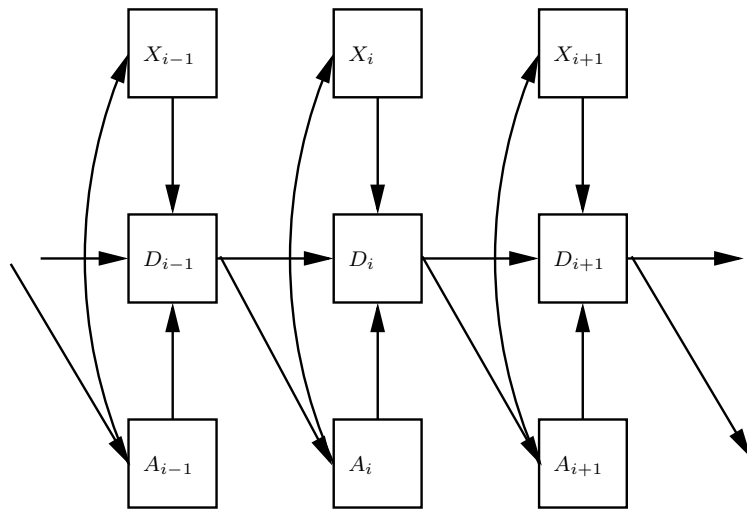 X_{i−1} X_i X_{i+1}
D_{i−1} D_i D_{i+1}
A_{i−1} A_i A_{i+1}